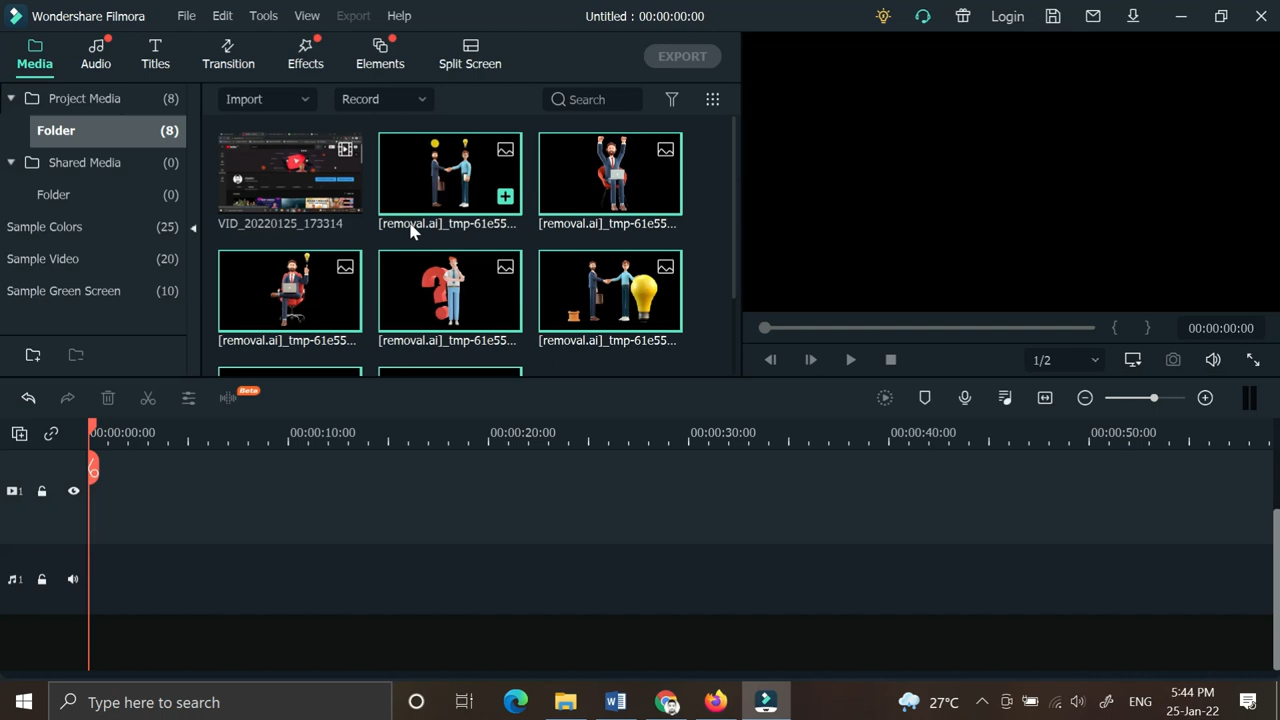 Wondershare Filmora File Edit Tools View Export Help Untitled : 00:00:00:00 Login
Media Audio Titles Transition Effects Elements Split Screen EXPORT
Project Media (8)
Folder (8)
Shared Media (0)
Folder (0)
Sample Colors (25)
Sample Video (20)
Sample Green Screen (10)
Import Record Search
VID_20220125_173314 [removal.ai]_tmp-61e55... [removal.ai]_tmp-61e55...
[removal.ai]_tmp-61e55... [removal.ai]_tmp-61e55... [removal.ai]_tmp-61e55...
{ } 00:00:00:00
1/2
Beta
00:00:00:00 00:00:10:00 00:00:20:00 00:00:30:00 00:00:40:00 00:00:50:00
1
1
Type here to search 27°C ENG 5:44 PM
25-Jan-22